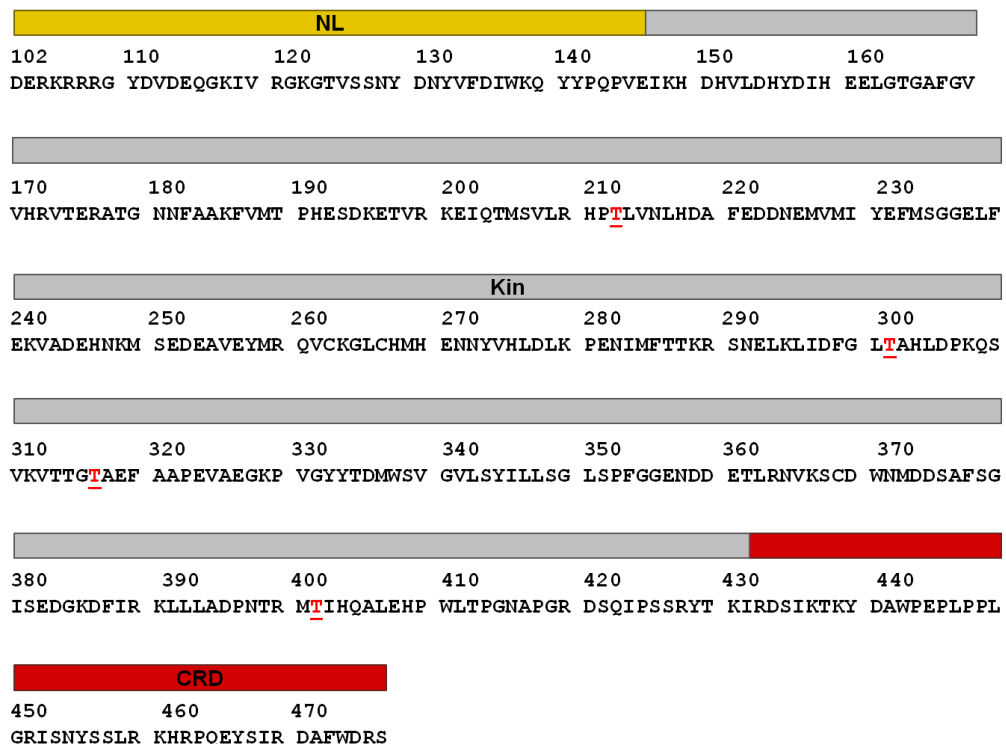 NL
102 110 120 130 140 150 160
DERKRRRG YDVDEQGKIV RGKGTVSSNY DNYVFDIWKQ YYPQPVEIKH DHVLDHYDIH EELGTGAFGV
170 180 190 200 210 220 230
VHRVTERATG NNFAAKFVMT PHESDKETVR KEIQTMSVLR HPTLVNLHDA FEDDNEMVMI YEFMSGGELF
Kin
240 250 260 270 280 290 300
EKVADEHNKM SEDEAVEYMR QVCKGLCHMH ENNYVHLDLK PENIMFTTKR SNELKLIDFG LTAHLDPKQS
310 320 330 340 350 360 370
VKVTTGTAEF AAPEVAEGKP VGYYTDMWSV GVLSYILLSG LSPFGGENDD ETLRNVKSCD WNMDDSAFSG
380 390 400 410 420 430 440
ISEDGKDFIR KLLLADPNTR MTIHQALEHP WLTPGNAPGR DSQIPSSRYT KIRDSIKTKY DAWPEPLPPL
CRD
450 460 470
GRISNYSSLR KHRPQEYSIR DAFWDRS